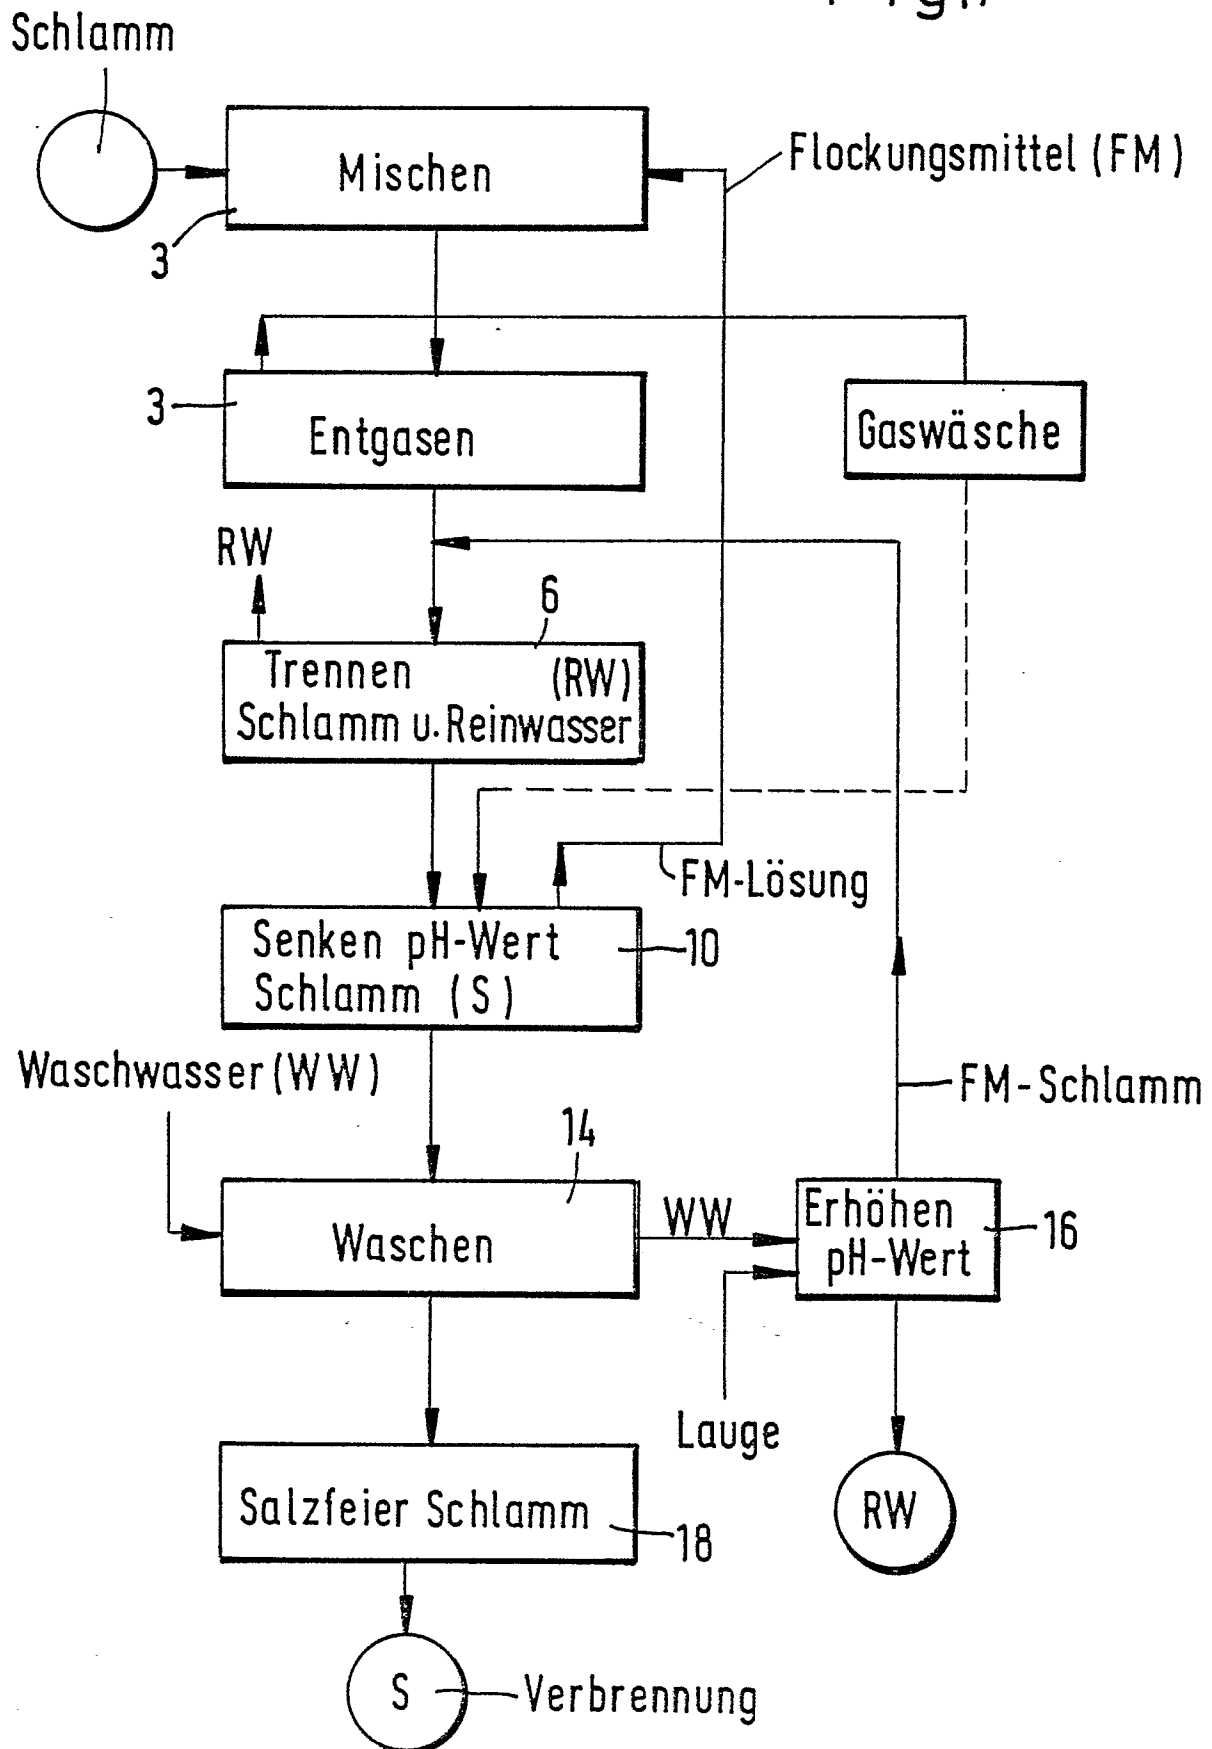 Schlamm
Mischen
Flockungsmittel (FM)
3
3
Entgasen
Gaswäsche
RW
6
Trennen (RW)
Schlamm u. Reinwasser
FM-Lösung
Senken pH-Wert
Schlamm (S)
10
Waschwasser (WW)
FM-Schlamm
14
Waschen
WW
Erhöhen
pH-Wert
16
Lauge
Salzfeier Schlamm
18
RW
S
Verbrennung